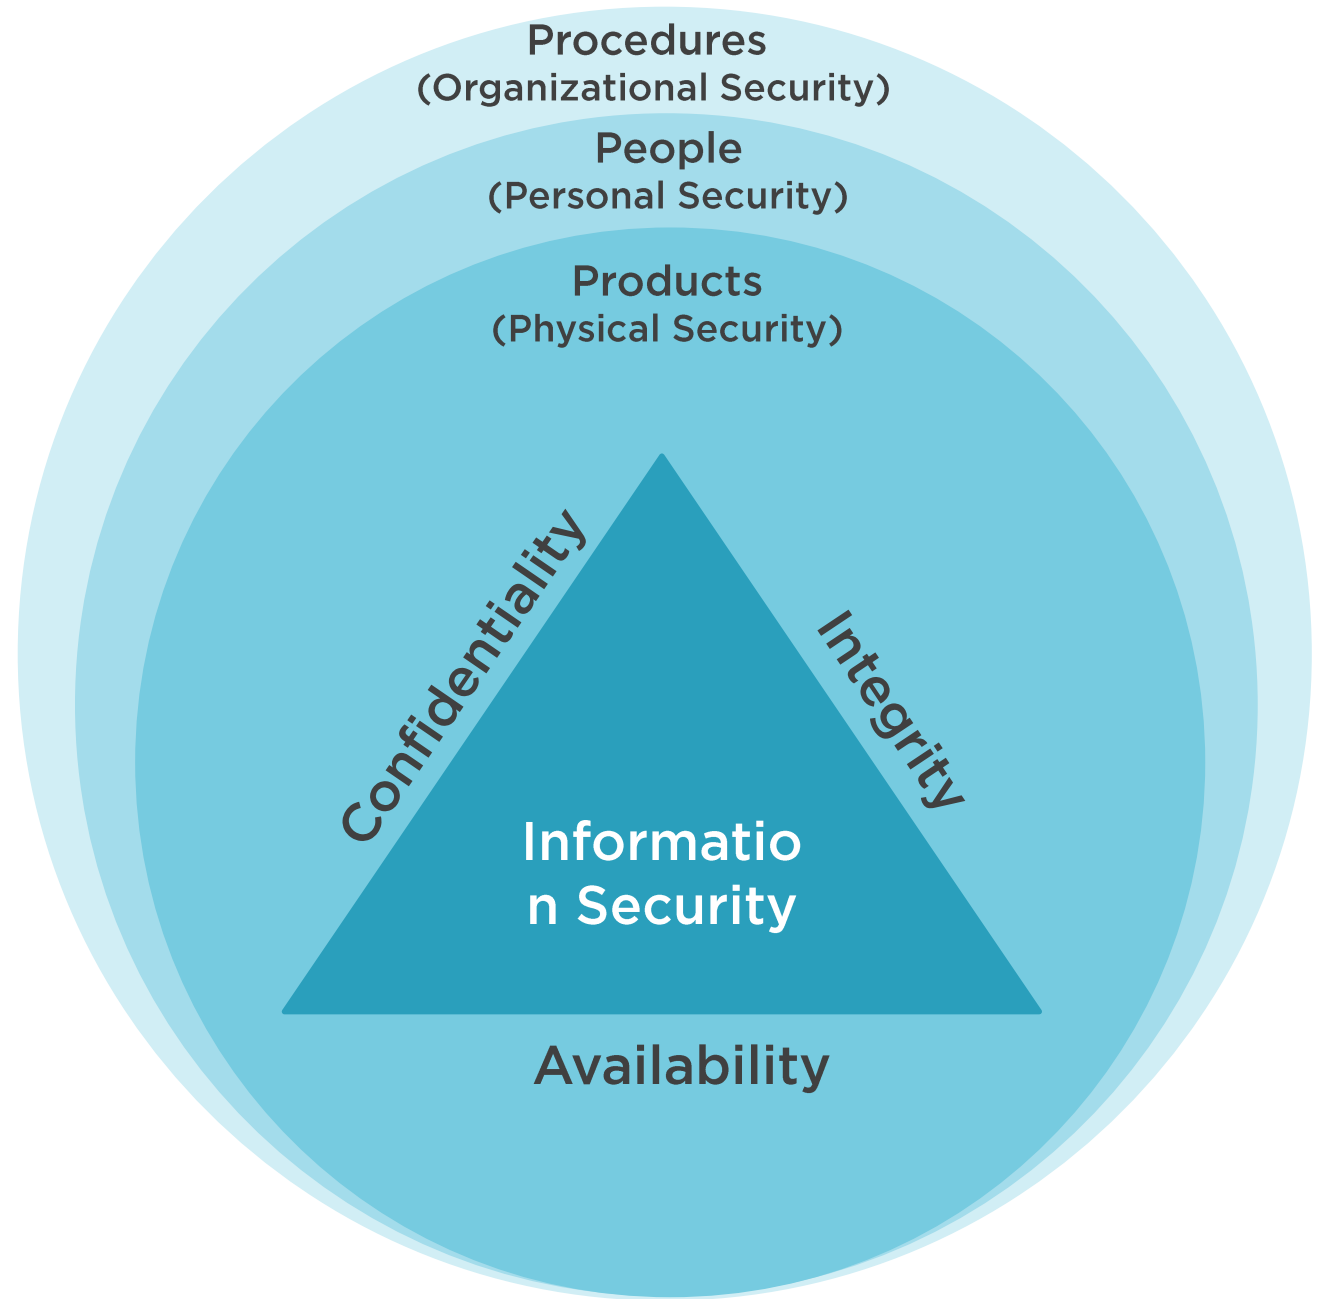 Procedures
(Organizational Security)
People
(Personal Security)
Products
(Physical Security)
Confidentiality
Integrity
Informatio
n Security
Availability